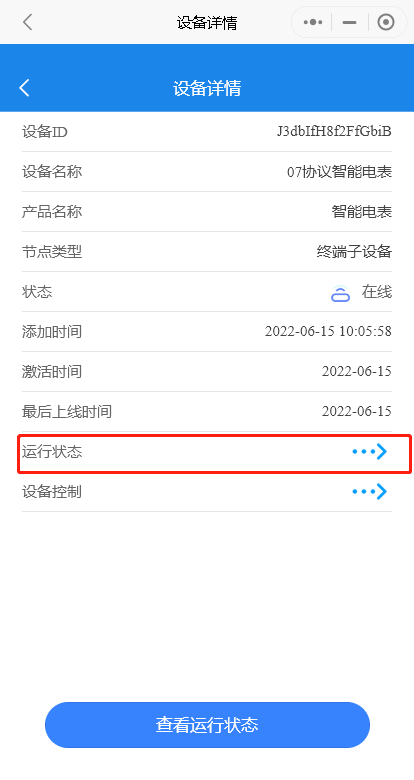 设备详情
设备详情
设备ID J3dbIfH8f2FfGbiB
设备名称 07协议智能电表
产品名称 智能电表
节点类型 终端子设备
状态 在线
添加时间 2022-06-15 10:05:58
激活时间 2022-06-15
最后上线时间 2022-06-15
运行状态
设备控制
查看运行状态